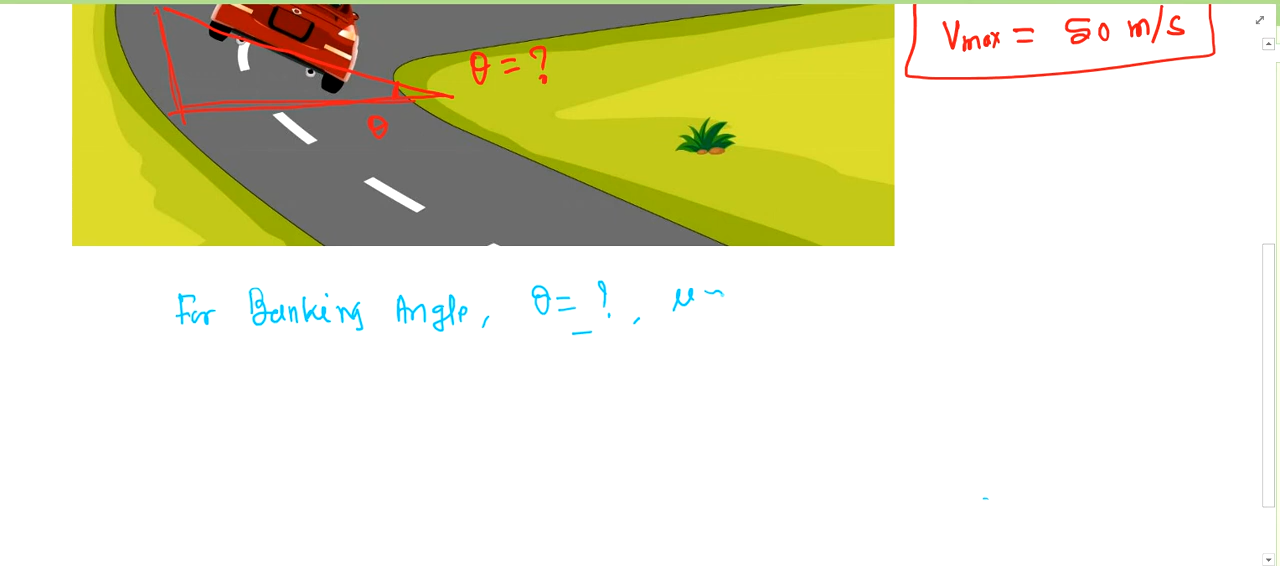 Vmax = 50 m/s
θ = ?
θ
For Banking Angle, θ = ?, μ ~